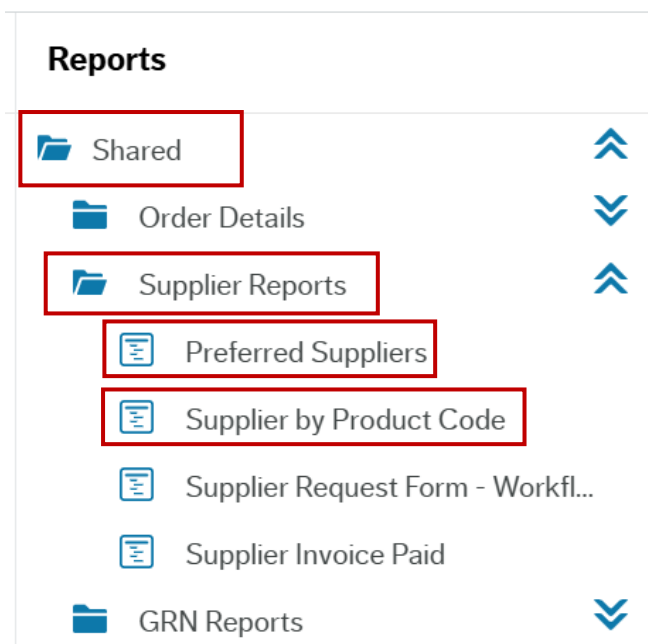 Reports
Shared
Order Details
Supplier Reports
Preferred Suppliers
Supplier by Product Code
Supplier Request Form - Workfl...
Supplier Invoice Paid
GRN Reports